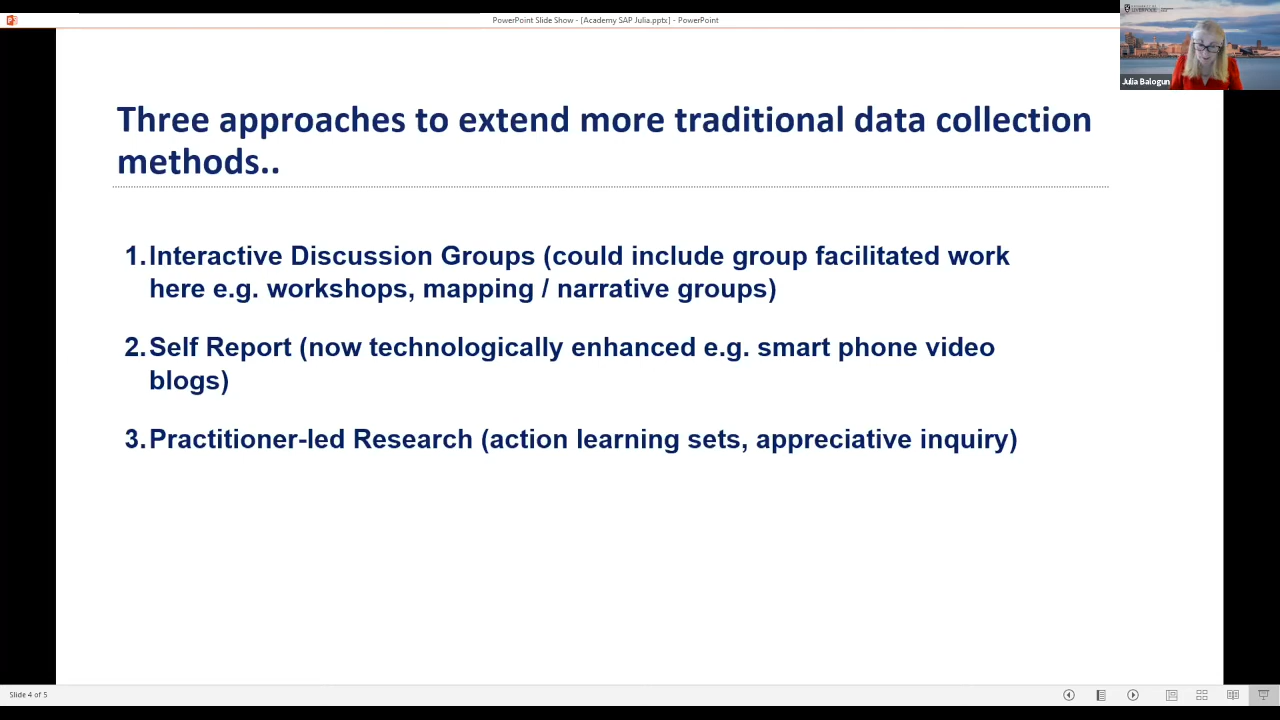 PowerPoint Slide Show - [Academy SAP Julia.pptx] - PowerPoint
LIVERPOOL
Julia Balogun
Three approaches to extend more traditional data collection
methods..
1.Interactive Discussion Groups (could include group facilitated work
here e.g. workshops, mapping / narrative groups)
2.Self Report (now technologically enhanced e.g. smart phone video
blogs)
3.Practitioner-led Research (action learning sets, appreciative inquiry)
Slide 4 of 5